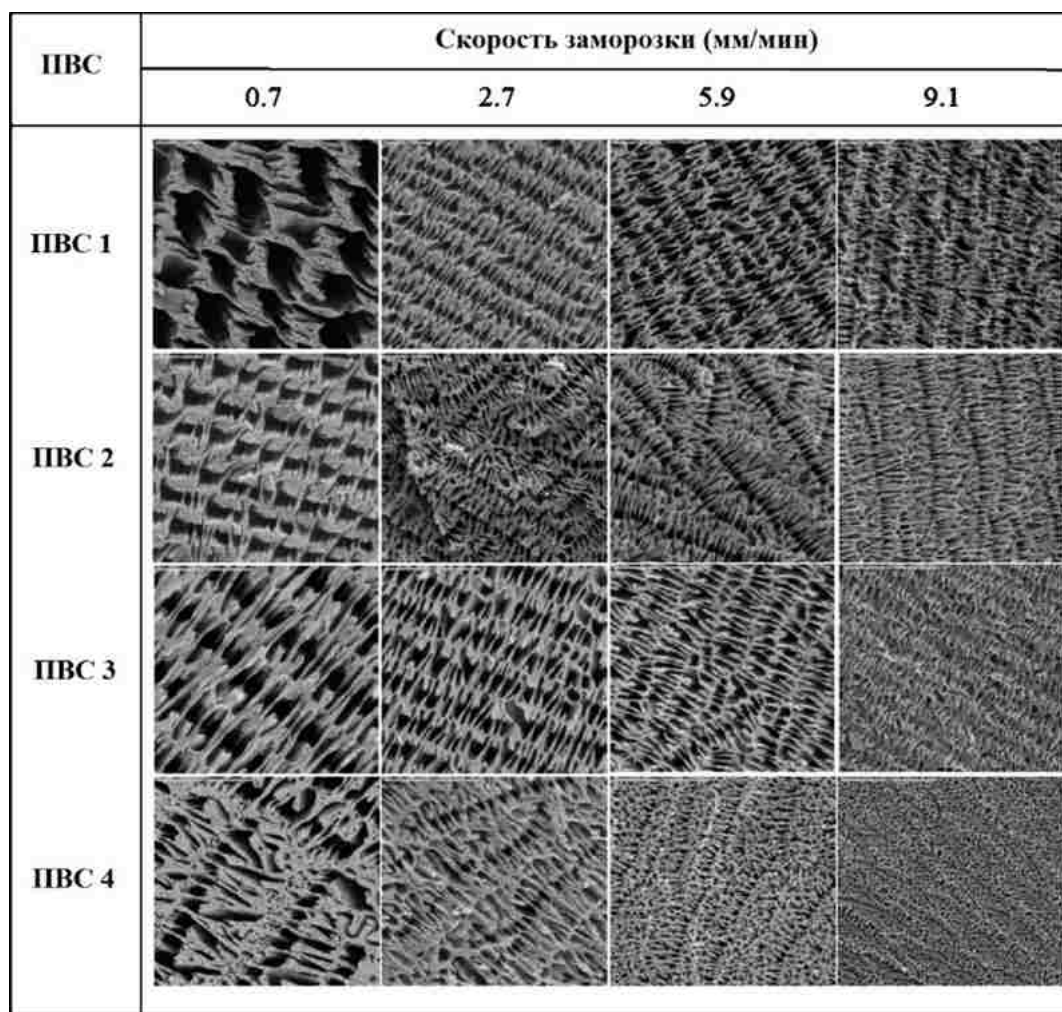 ПВС
Скорость заморозки (мм/мин)
0.7 2.7 5.9 9.1
ПВС 1
ПВС 2
ПВС 3
ПВС 4